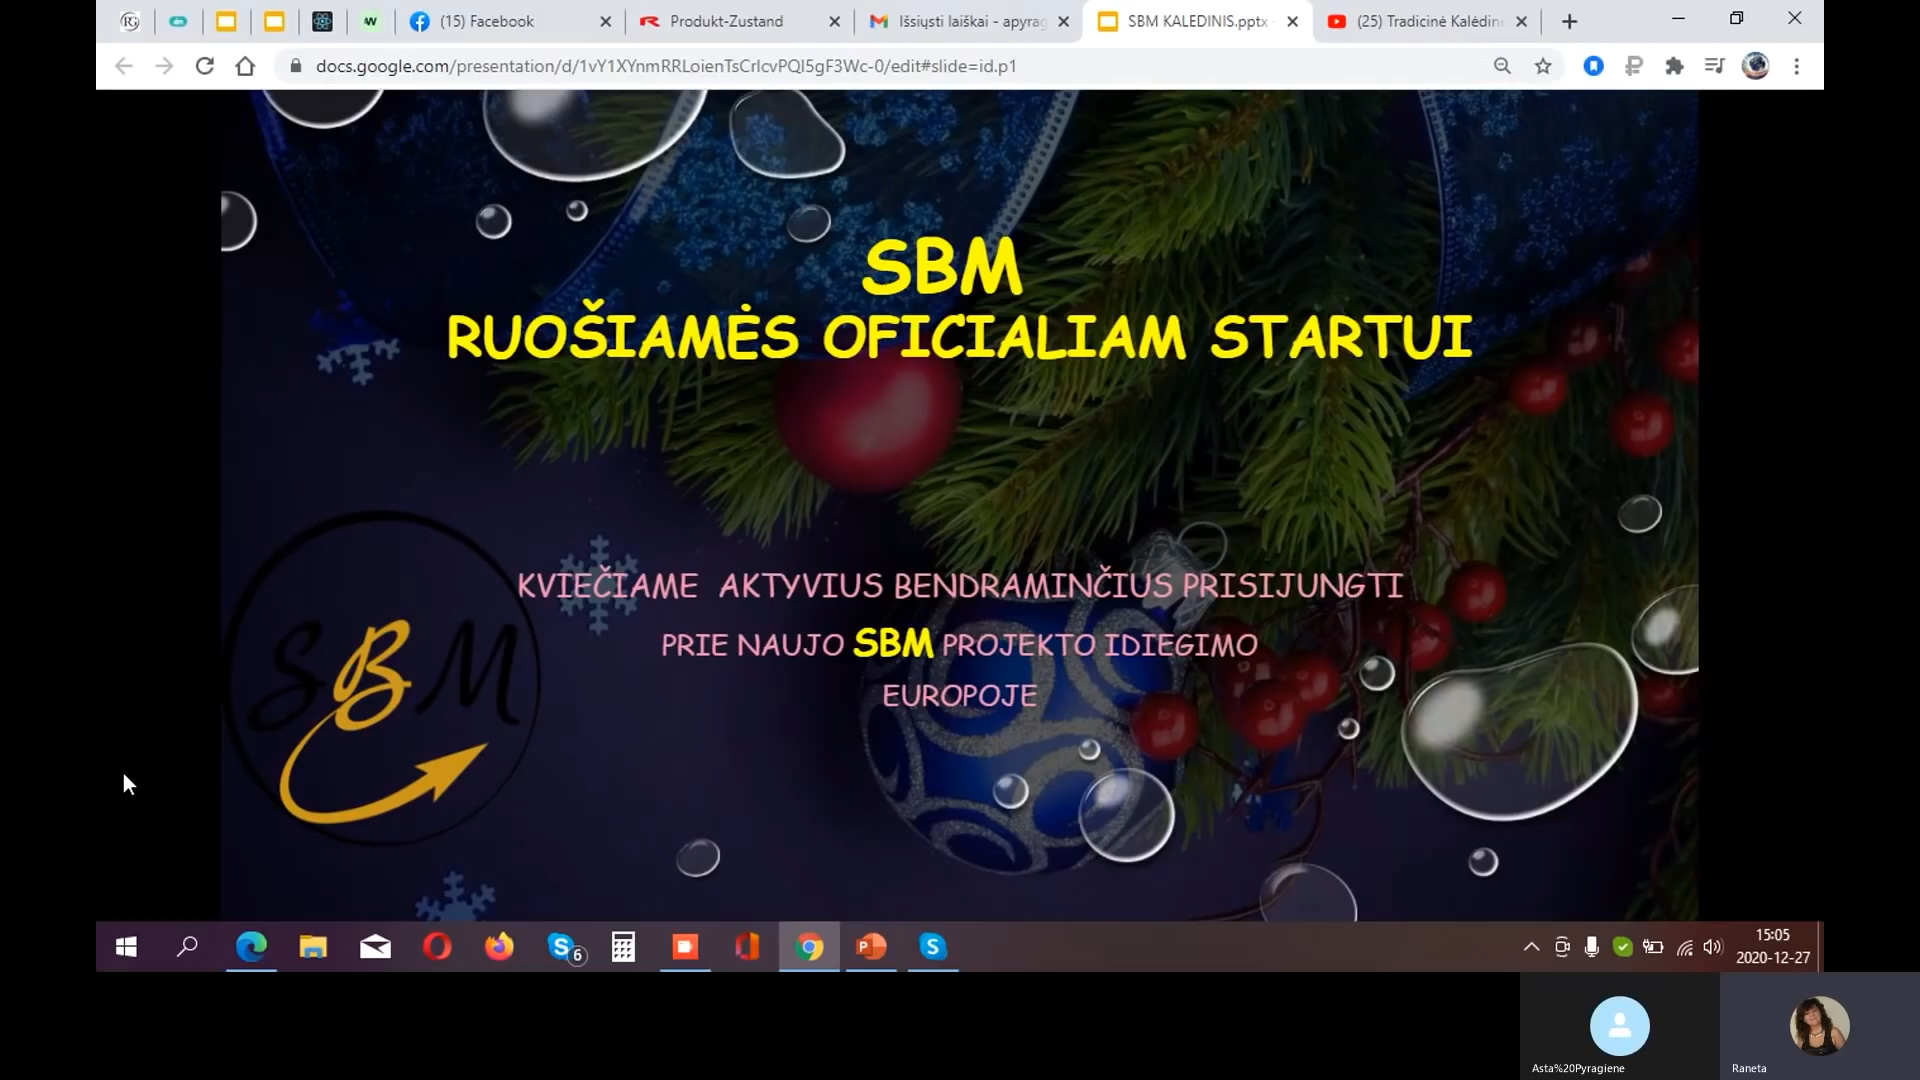 (15) Facebook
Produkt-Zustand
Išsiųsti laiškai - apyrag
SBM KALEDINIS.pptx -
(25) Tradicinė Kalėdin
docs.google.com/presentation/d/1vY1XYnmRRLoienTsCrIcvPQJ5gF3Wc-0/edit#slide=id.p1
SBM
RUOŠIAMĖS OFICIALIAM STARTUI
KVIEČIAME AKTYVIUS BENDRAMINČIUS PRISIJUNGTI
PRIE NAUJO SBM PROJEKTO IDIEGIMO
EUROPOJE
SBM
6
15:05
2020-12-27
Asta%20Pyragiene
Raneta